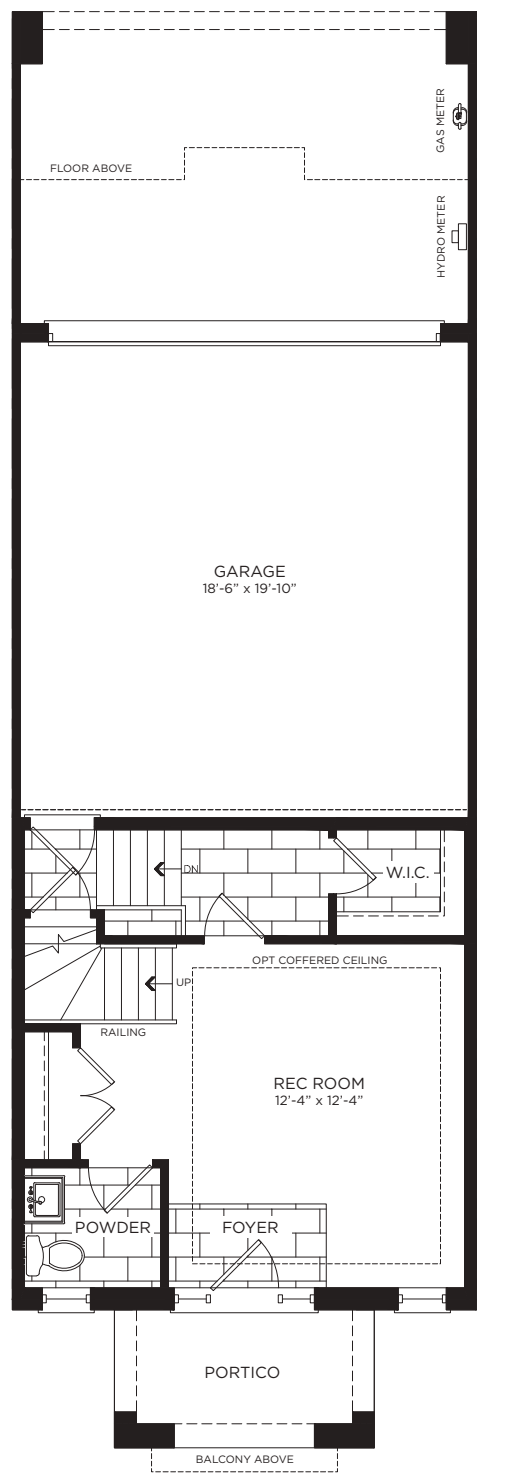 GAS METER
FLOOR ABOVE
HYDRO METER
GARAGE
18'-6” x 19'-10”
DN
W.I.C.
OPT COFFERED CEILING
UP
RAILING
REC ROOM
12'-4” x 12'-4”
POWDER
FOYER
PORTICO
BALCONY ABOVE